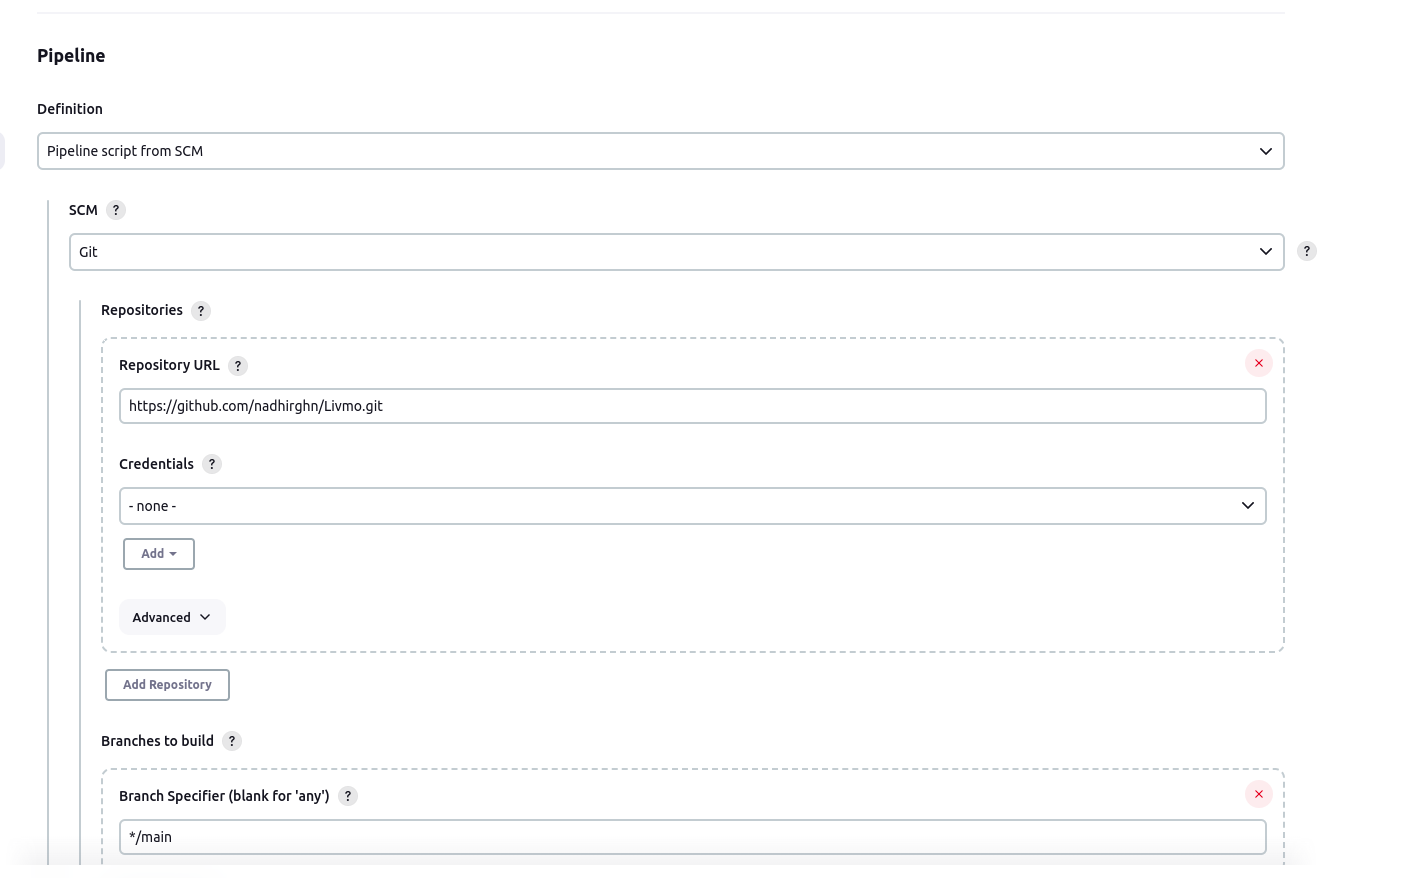 Pipeline
Definition
Pipeline script from SCM
SCM ?
Git
?
Repositories ?
Repository URL ?
https://github.com/nadhirghn/Livmo.git
Credentials ?
- none -
Add
Advanced
Add Repository
Branches to build ?
Branch Specifier (blank for 'any') ?
*/main